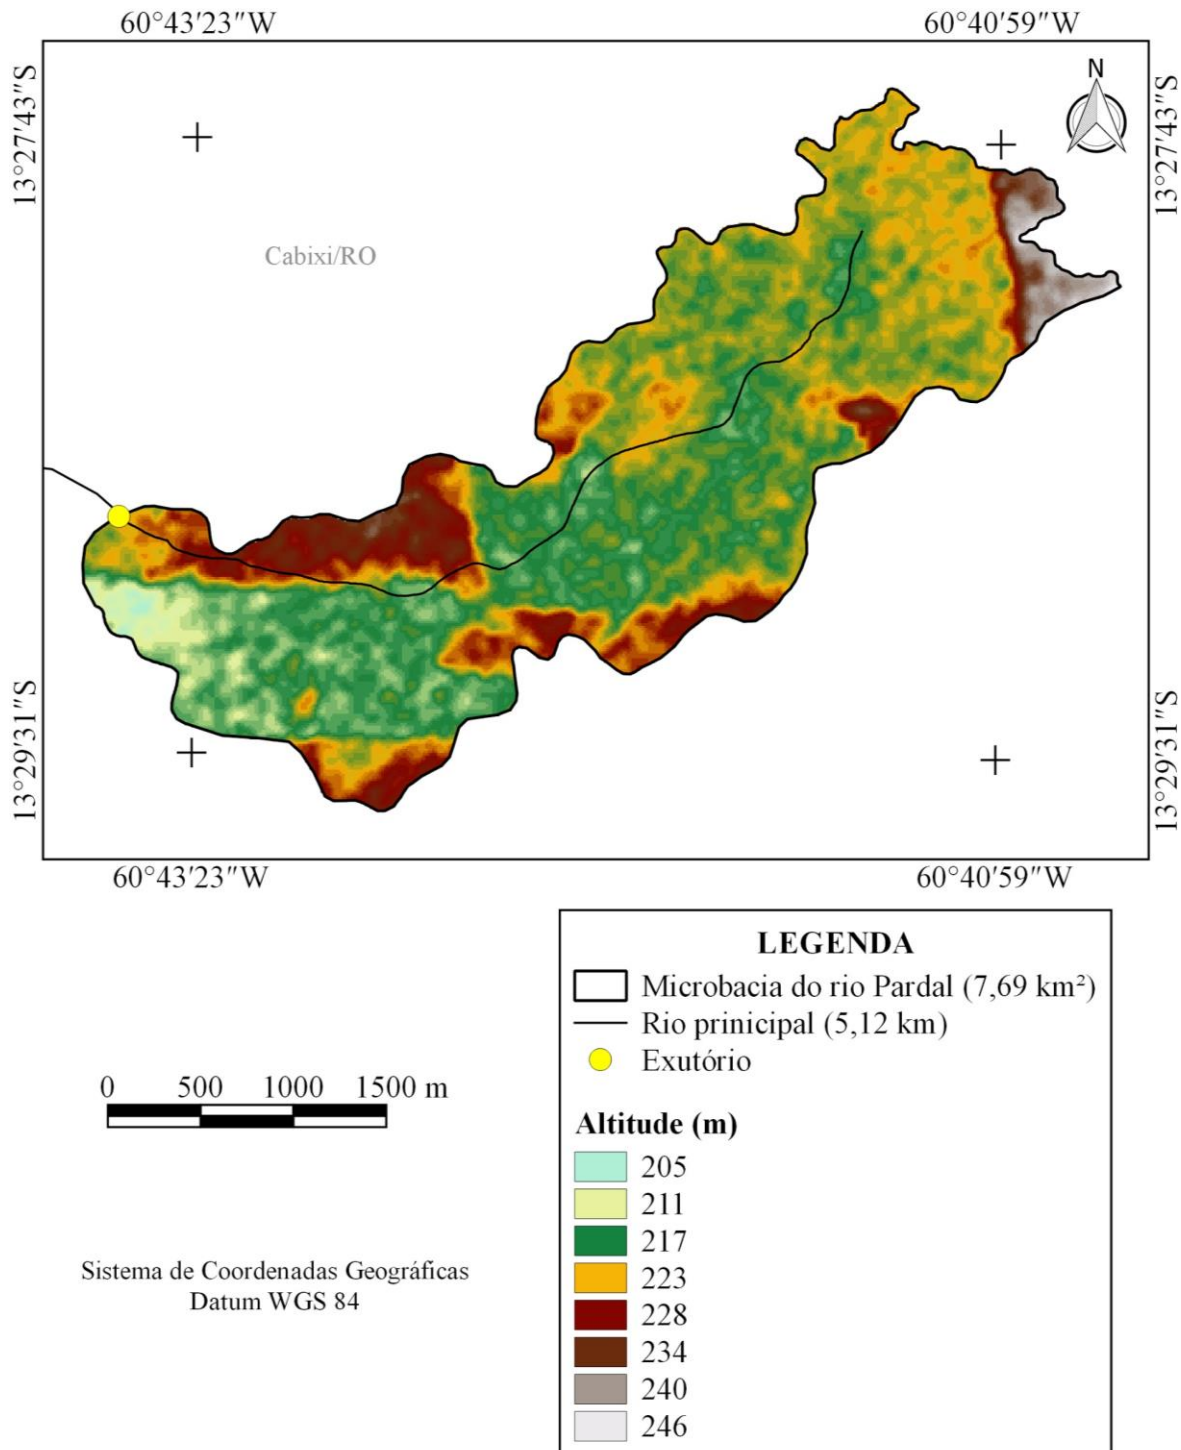 60°43'23"W 60°40'59"W
N
13°27'43"S 13°27'43"S
Cabixi/RO
13°29'31"S 13°29'31"S
60°43'23"W 60°40'59"W
LEGENDA
Microbacia do rio Pardal (7,69 km²)
Rio prinicipal (5,12 km)
Exutório
0 500 1000 1500 m
Altitude (m)
205
211
217
223
228
234
240
246
Sistema de Coordenadas Geográficas
Datum WGS 84